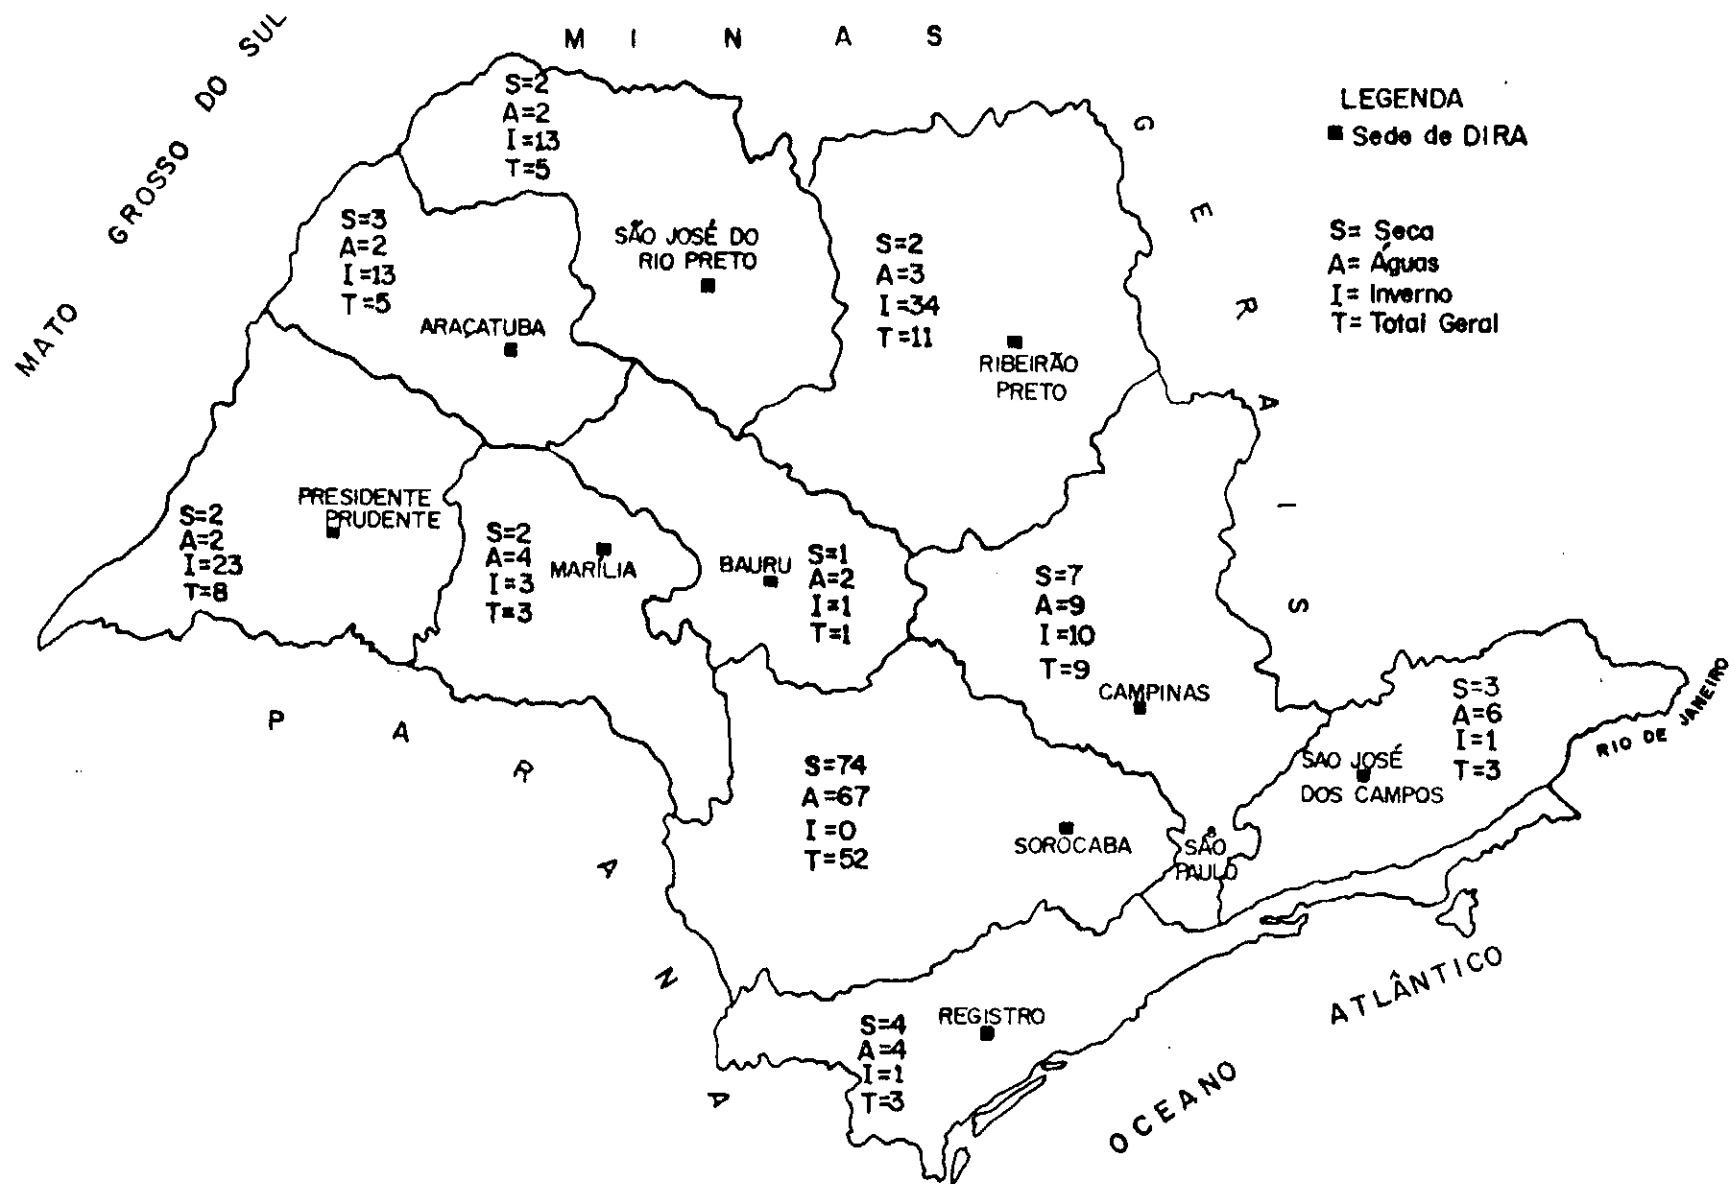 MATO GROSSO DO SUL
MINAS GERAIS
LEGENDA
■ Sede de DIRA
S= Seca
A= Águas
I= Inverno
T= Total Geral
S=2
A=2
I=13
T=5
SÃO JOSÉ DO
RIO PRETO
S=3
A=2
I=13
T=5
ARAÇATUBA
S=2
A=3
I=34
T=11
RIBEIRÃO
PRETO
PRESIDENTE
PRUDENTE
S=2
A=2
I=23
T=8
S=2
A=4
I=3
T=3
MARÍLIA
BAURU
S=1
A=2
I=1
T=1
S=7
A=9
I=10
T=9
CAMPINAS
S=3
A=6
I=1
T=3
SAO JOSÉ
DOS CAMPOS
RIO DE JANEIRO
PARANA
S=74
A=67
I=0
T=52
SOROCABA
SÃO
PAULO
S=4
A=4
I=1
T=3
REGISTRO
OCEANO ATLÂNTICO